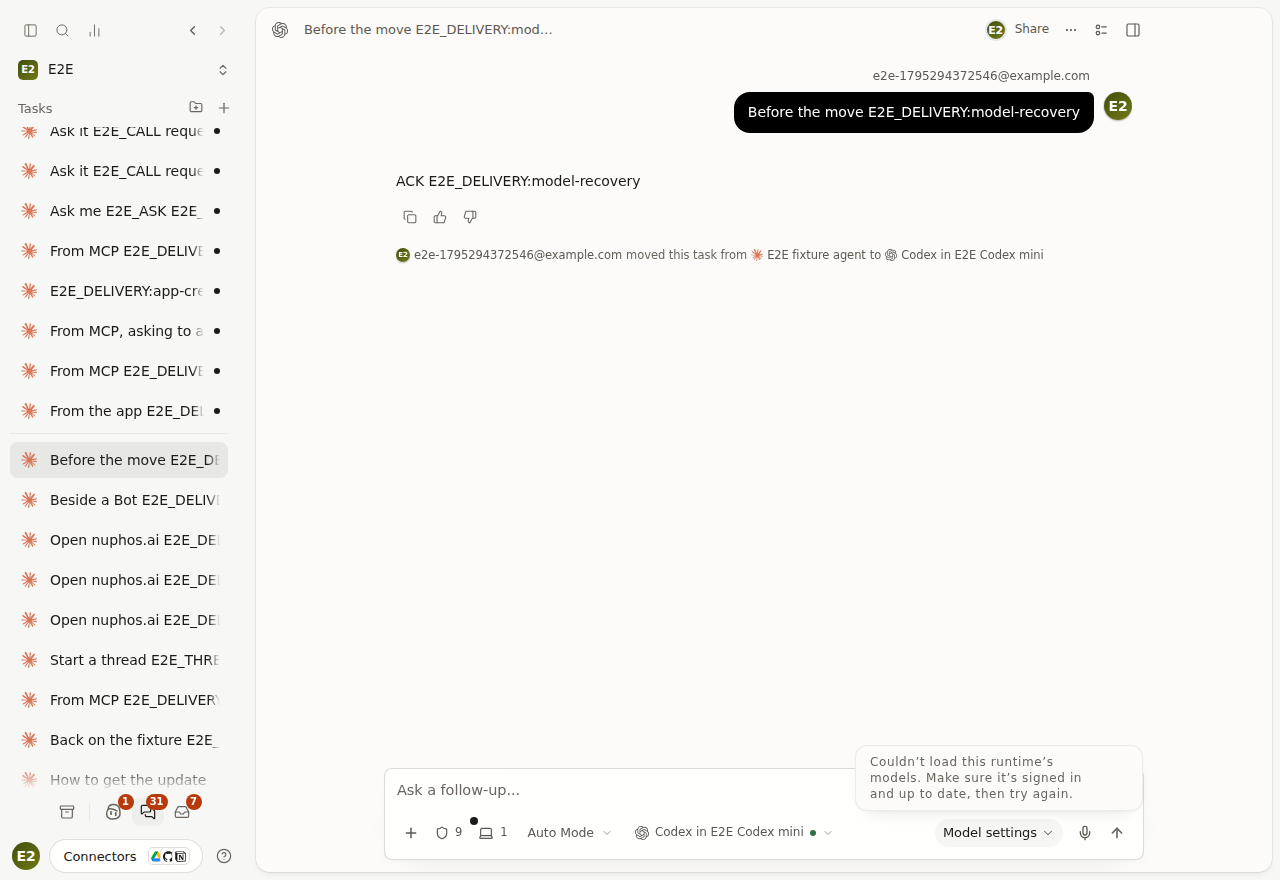 Before the move E2E_DELIVERY:mod...
E2 Share
E2 E2E
Tasks
Ask it E2E_CALL reque
Ask it E2E_CALL reque
Ask me E2E_ASK E2E_
From MCP E2E_DELIVE
E2E_DELIVERY:app-cre
From MCP, asking to a
From MCP E2E_DELIVE
From the app E2E_DEL
Before the move E2E_DE
Beside a Bot E2E_DELIVE
Open nuphos.ai E2E_DEL
Open nuphos.ai E2E_DEL
Open nuphos.ai E2E_DEL
Start a thread E2E_THRE
From MCP E2E_DELIVERY
Back on the fixture E2E_
How to get the update
1 31 7
E2 Connectors
e2e-1795294372546@example.com
Before the move E2E_DELIVERY:model-recovery
E2
ACK E2E_DELIVERY:model-recovery
E2 e2e-1795294372546@example.com moved this task from E2E fixture agent to Codex in E2E Codex mini
Couldn’t load this runtime’s
models. Make sure it’s signed in
and up to date, then try again.
Ask a follow-up...
9 1 Auto Mode Codex in E2E Codex mini Model settings